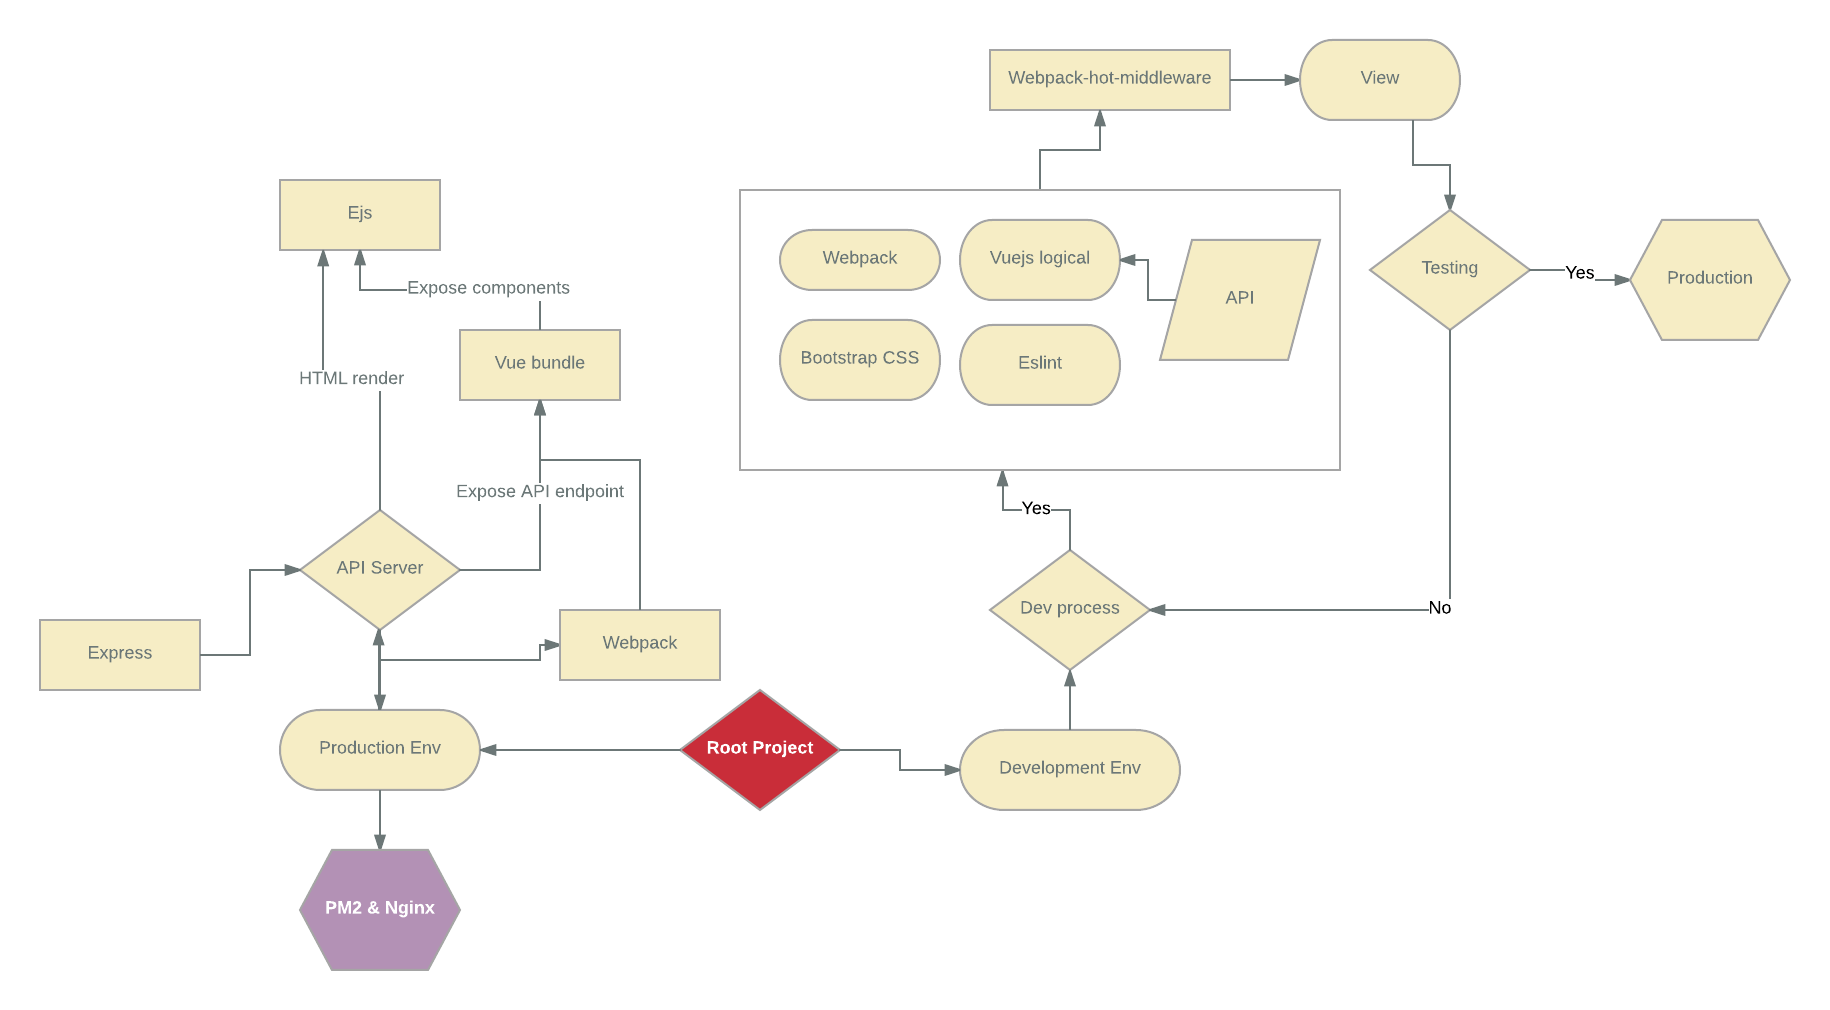 Webpack-hot-middleware
View
Ejs
Webpack
Vuejs logical
API
Testing
Yes
Production
Expose components
Bootstrap CSS
Eslint
Vue bundle
HTML render
Expose API endpoint
Yes
API Server
Dev process
No
Express
Webpack
Production Env
Root Project
Development Env
PM2 & Nginx